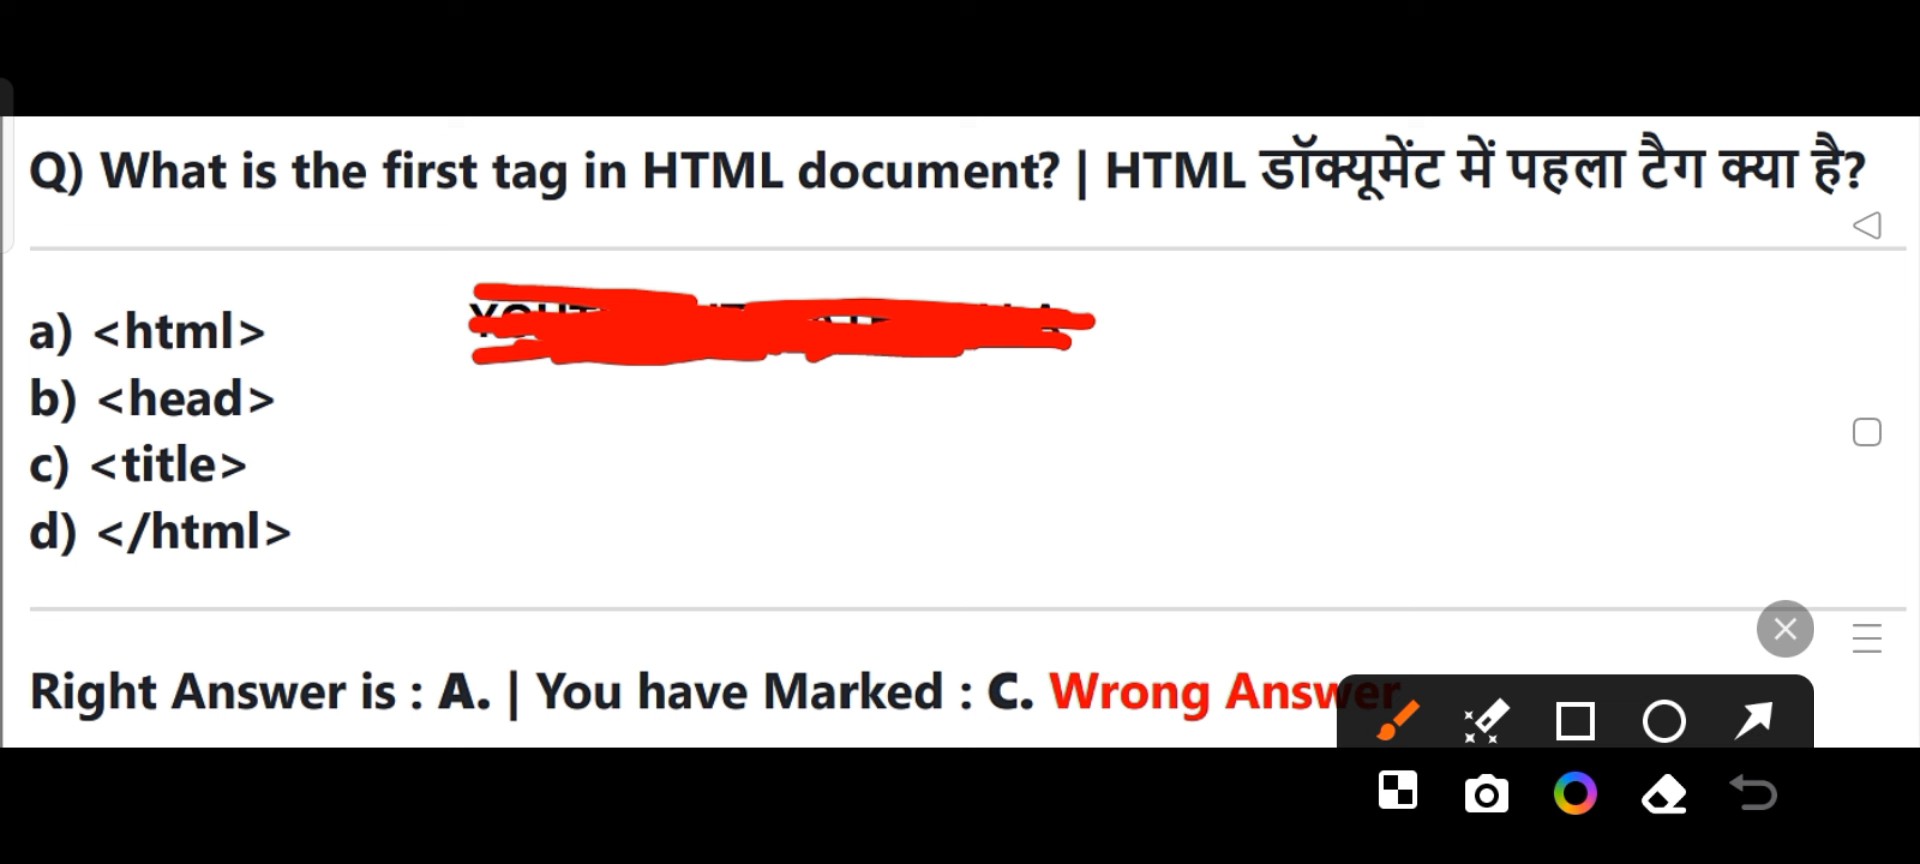 Q) What is the first tag in HTML document? | HTML डॉक्यूमेंट में पहला टैग क्या है?
a) <html>
b) <head>
c) <title>
d) </html>
Right Answer is : A. | You have Marked : C. Wrong Answer